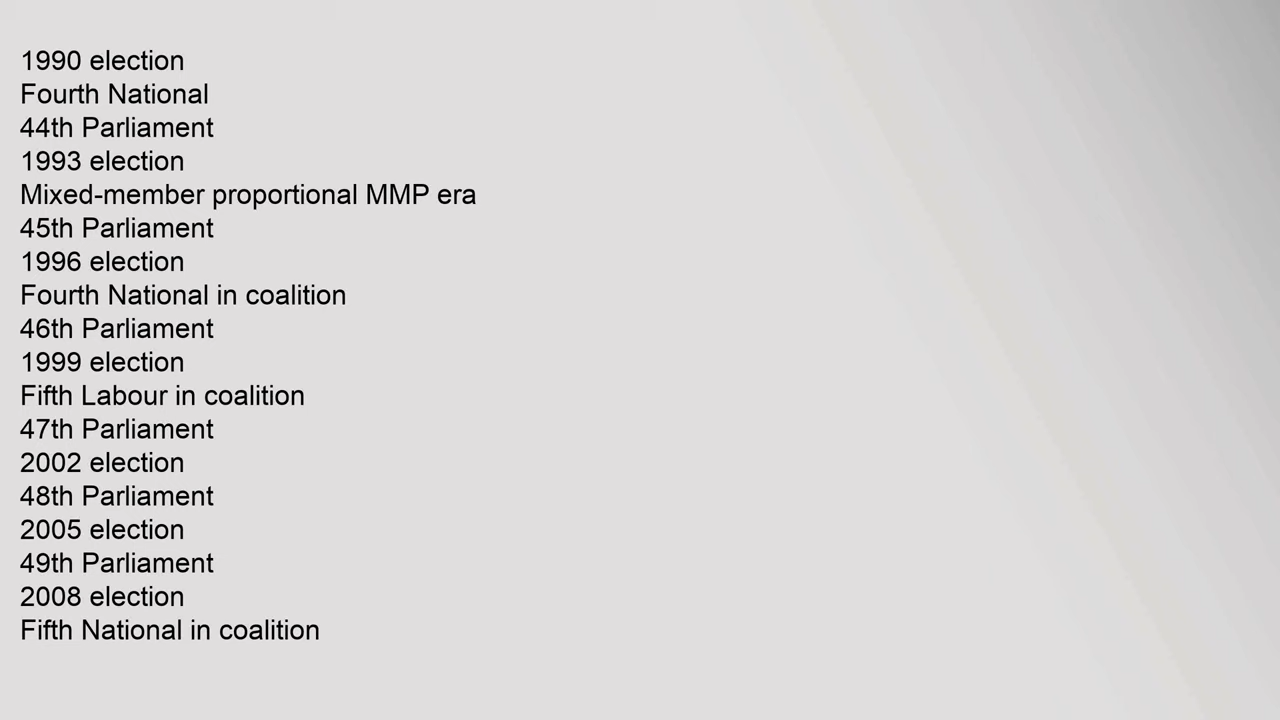 1990 election
Fourth National
44th Parliament
1993 election
Mixed-member proportional MMP era
45th Parliament
1996 election
Fourth National in coalition
46th Parliament
1999 election
Fifth Labour in coalition
47th Parliament
2002 election
48th Parliament
2005 election
49th Parliament
2008 election
Fifth National in coalition